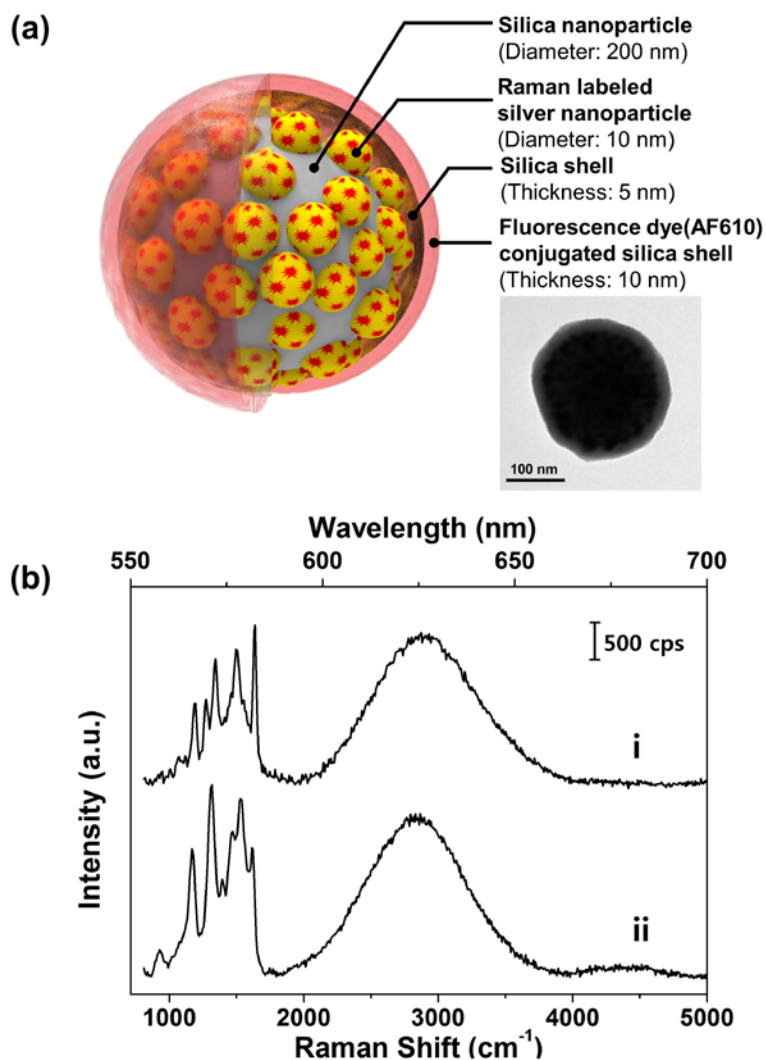 (a)
Silica nanoparticle
(Diameter: 200 nm)
Raman labeled
silver nanoparticle
(Diameter: 10 nm)
Silica shell
(Thickness: 5 nm)
Fluorescence dye(AF610)
conjugated silica shell
(Thickness: 10 nm)
100 nm
(b)
Wavelength (nm)
550 600 650 700
500 cps
i
ii
Intensity (a.u.)
1000 2000 3000 4000 5000
Raman Shift (cm⁻¹)